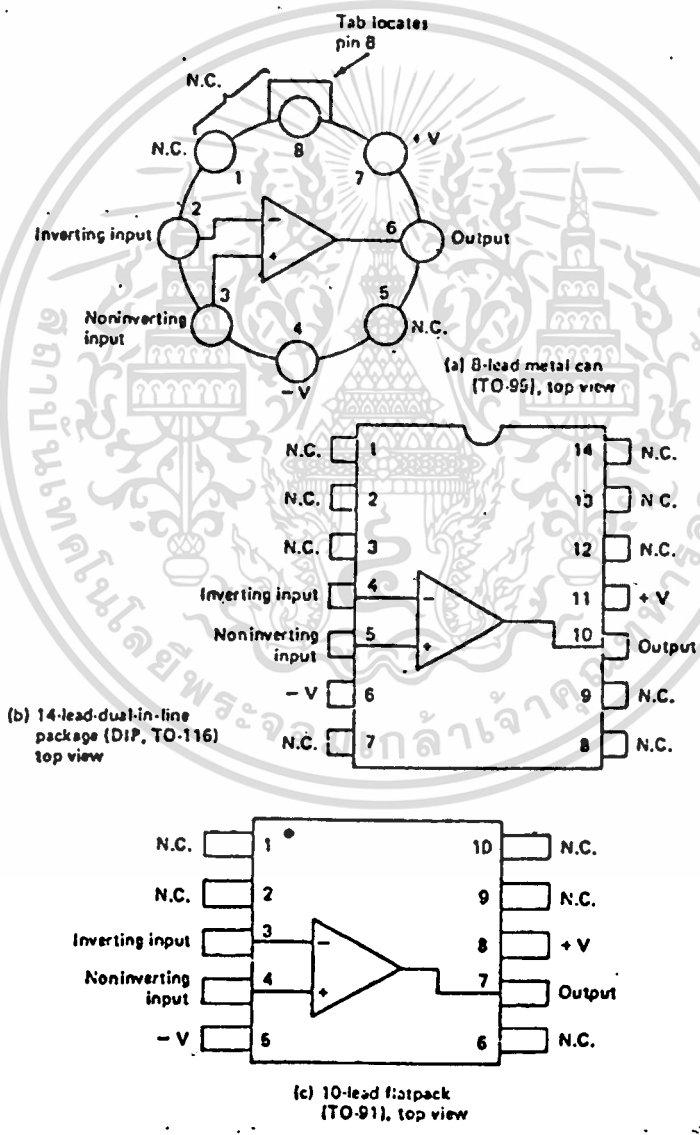 Tab locates
pin 8
N.C.
N.C.
8
+ V
1
7
2
−
Inverting input
6
Output
+
3
5
Noninverting
input
4
N.C.
− V
(a) 8-lead metal can
(TO-99), top view
N.C.
1
14
N.C.
N.C.
2
13
N.C.
N.C.
3
12
N.C.
Inverting input
4
−
11
+ V
Noninverting
input
5
+
10
Output
− V
6
9
N.C.
(b) 14-lead-dual-in-line
package (DIP, TO-116)
top view
N.C.
7
8
N.C.
N.C.
1
10
N.C.
N.C.
2
9
N.C.
Inverting input
3
−
8
+ V
Noninverting
input
4
+
7
Output
− V
5
6
N.C.
(c) 10-lead flatpack
(TO-91), top view